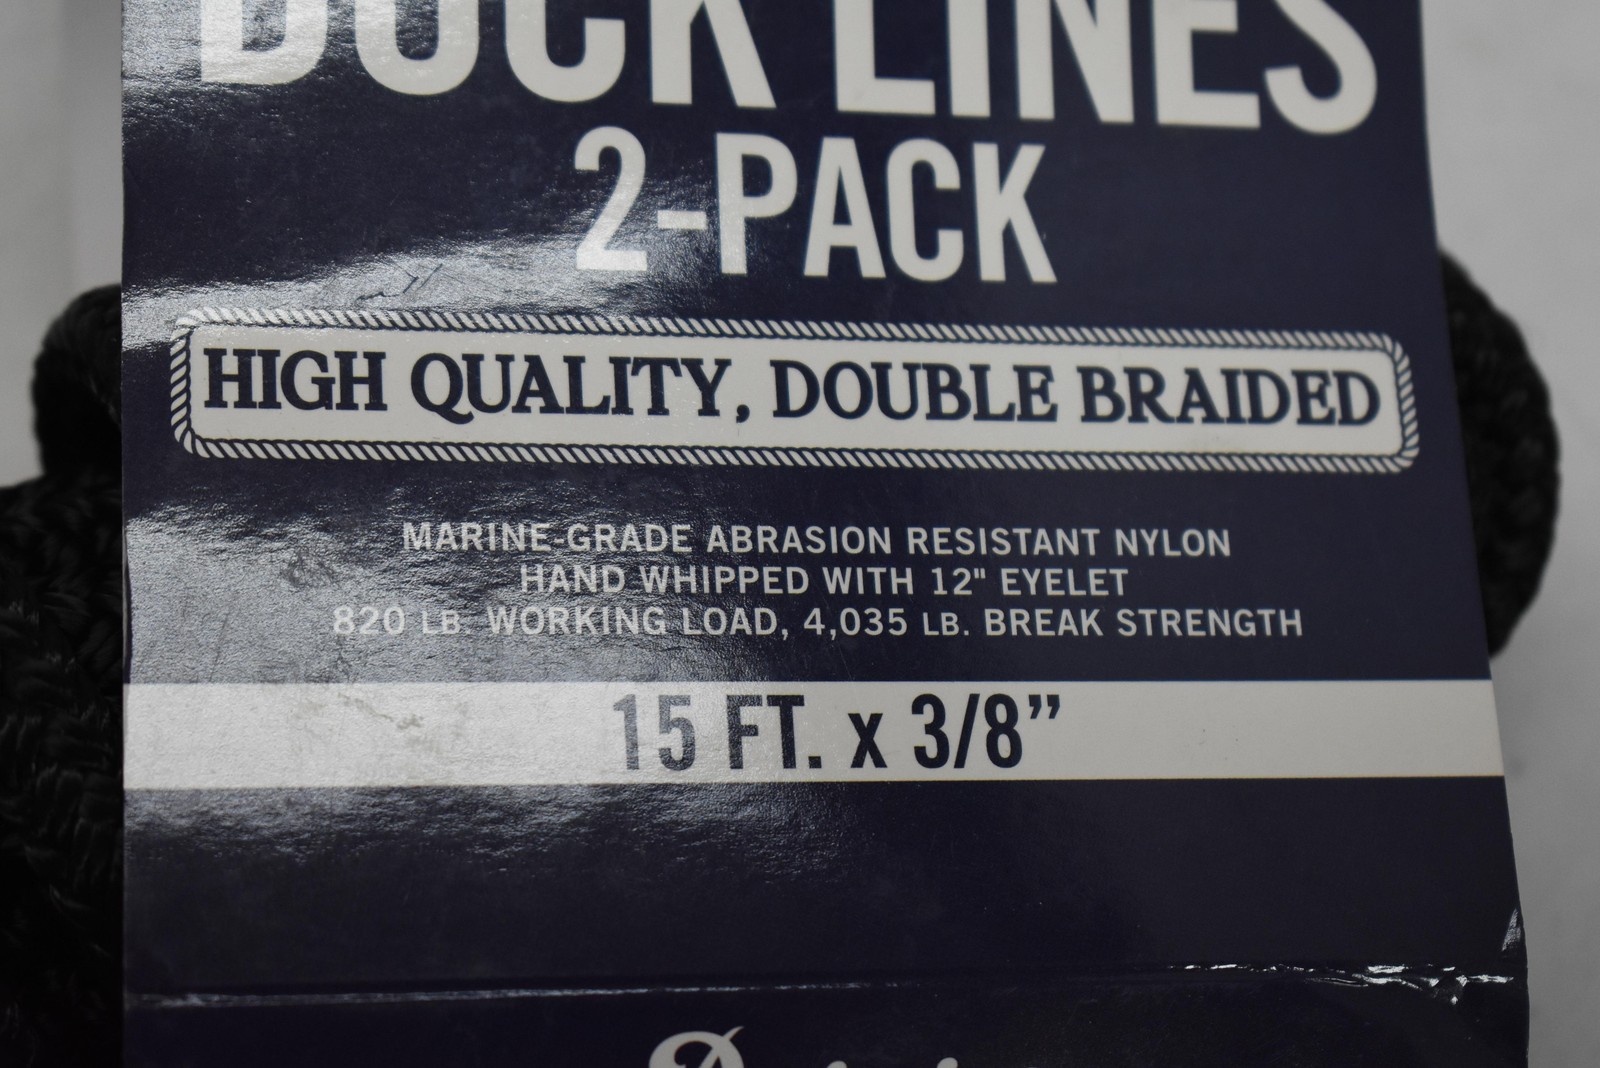 DOCK LINES
2-PACK
HIGH QUALITY, DOUBLE BRAIDED
MARINE-GRADE ABRASION RESISTANT NYLON
HAND WHIPPED WITH 12" EYELET
820 LB. WORKING LOAD, 4,035 LB. BREAK STRENGTH
15 FT. x 3/8”